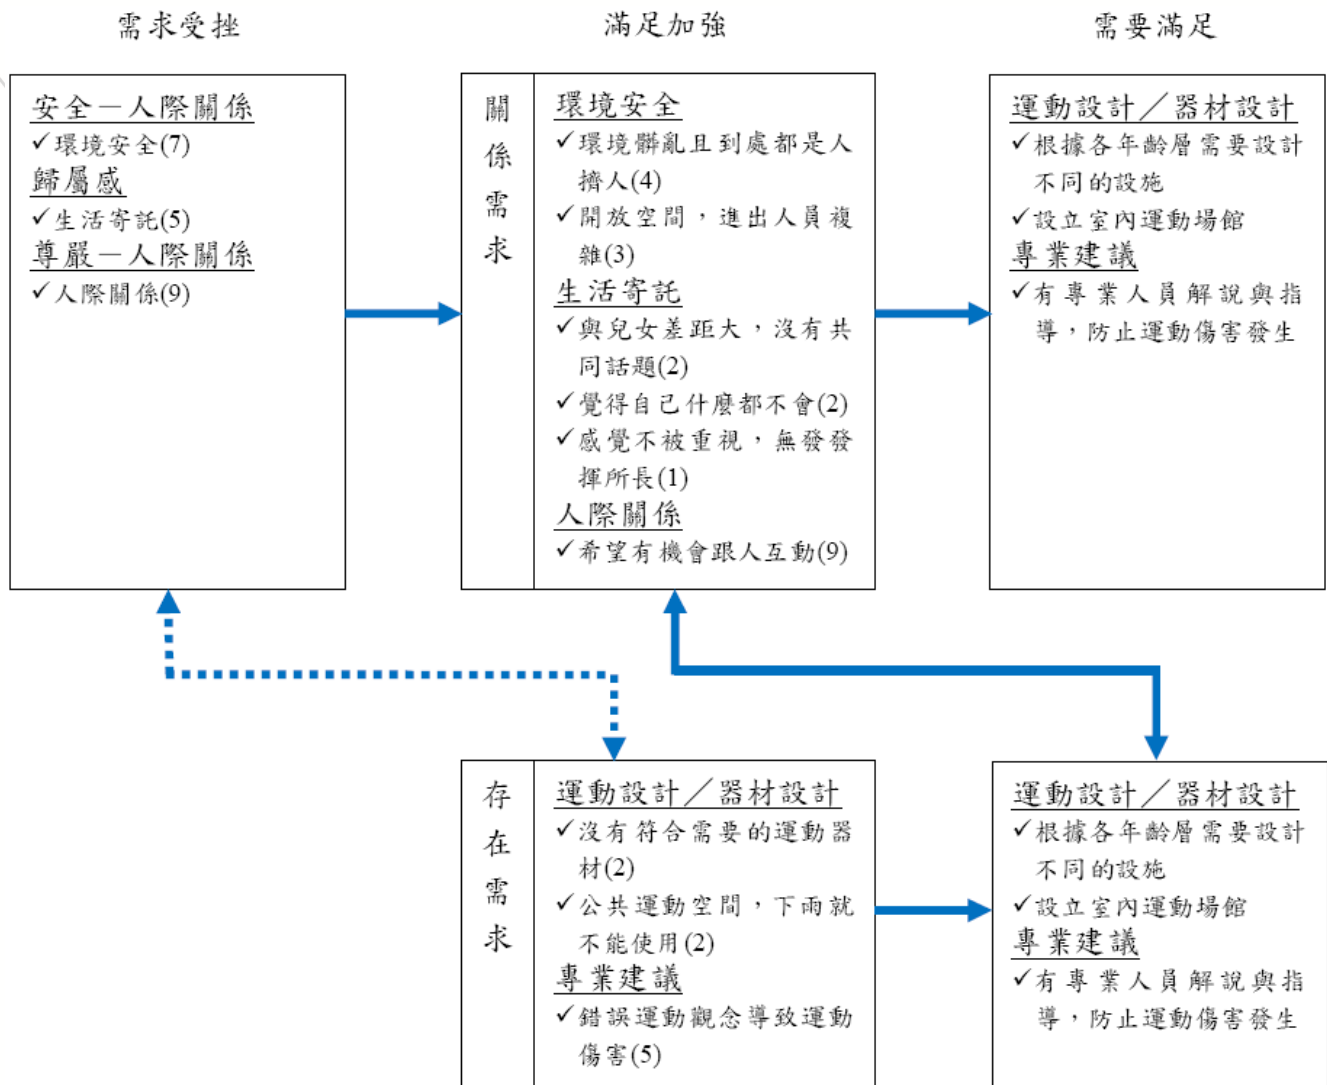 需求受挫
滿足加強
需要滿足
安全－人際關係
✓環境安全(7)
歸屬感
✓生活寄託(5)
尊嚴－人際關係
✓人際關係(9)
關係需求
環境安全
✓環境髒亂且到處都是人
擠人(4)
✓開放空間，進出人員複
雜(3)
生活寄託
✓與兒女差距大，沒有共
同話題(2)
✓覺得自己什麼都不會(2)
✓感覺不被重視，無發發
揮所長(1)
人際關係
✓希望有機會跟人互動(9)
運動設計／器材設計
✓根據各年齡層需要設計
不同的設施
✓設立室內運動場館
專業建議
✓有專業人員解說與指
導，防止運動傷害發生
存在需求
運動設計／器材設計
✓沒有符合需要的運動器
材(2)
✓公共運動空間，下雨就
不能使用(2)
專業建議
✓錯誤運動觀念導致運動
傷害(5)
運動設計／器材設計
✓根據各年齡層需要設計
不同的設施
✓設立室內運動場館
專業建議
✓有專業人員解說與指
導，防止運動傷害發生